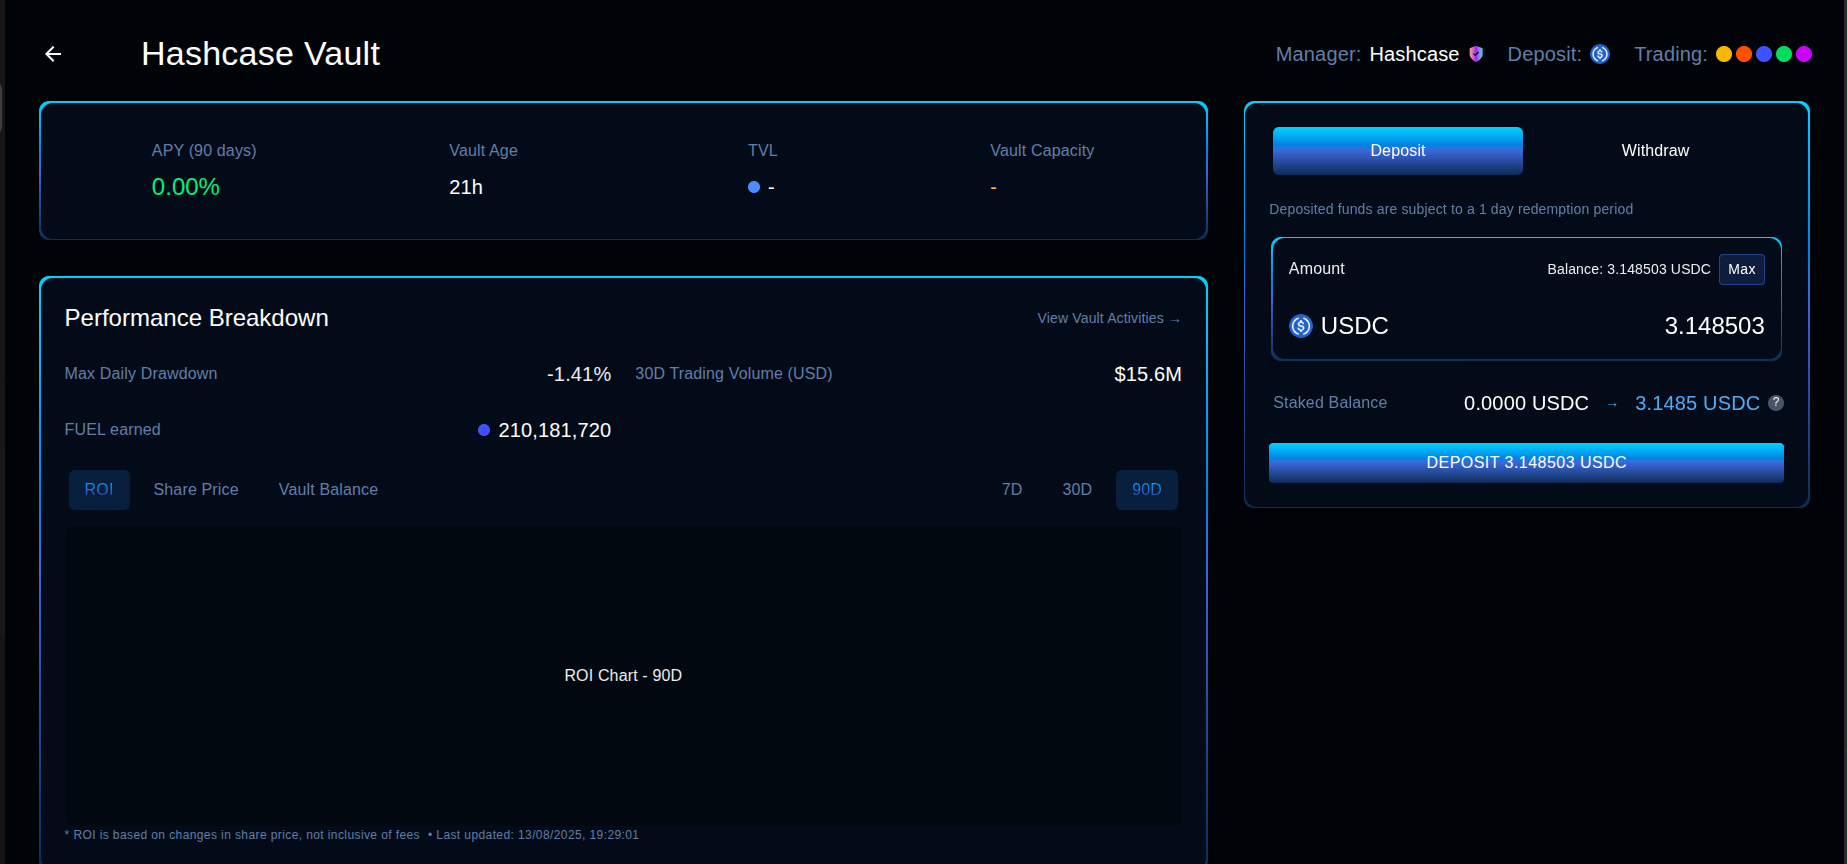 Hashcase Vault
Manager: Hashcase Deposit: Trading:
APY (90 days)
0.00%
Vault Age
21h
TVL
-
Vault Capacity
-
Performance Breakdown
View Vault Activities →
Max Daily Drawdown -1.41%
30D Trading Volume (USD) $15.6M
FUEL earned 210,181,720
ROI Share Price Vault Balance 7D 30D 90D
ROI Chart - 90D
* ROI is based on changes in share price, not inclusive of fees • Last updated: 13/08/2025, 19:29:01
Deposit Withdraw
Deposited funds are subject to a 1 day redemption period
Amount Balance: 3.148503 USDC Max
USDC 3.148503
Staked Balance 0.0000 USDC → 3.1485 USDC ?
DEPOSIT 3.148503 USDC